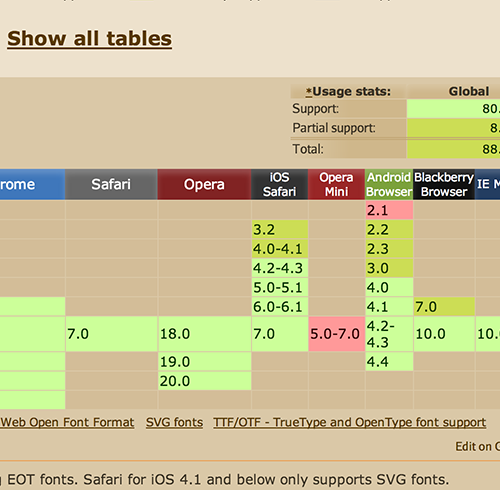 Show all tables
*Usage stats: Global
Support: 80.
Partial support: 8.
Total: 88.
rome Safari Opera iOS Safari Opera Mini Android Browser Blackberry Browser IE M
2.1
3.2 2.2
4.0-4.1 2.3
4.2-4.3 3.0
5.0-5.1 4.0
6.0-6.1 4.1 7.0
7.0 18.0 7.0 5.0-7.0 4.2-4.3 10.0 10.
19.0 4.4
20.0
Web Open Font Format SVG fonts TTF/OTF - TrueType and OpenType font support
Edit on
EOT fonts. Safari for iOS 4.1 and below only supports SVG fonts.